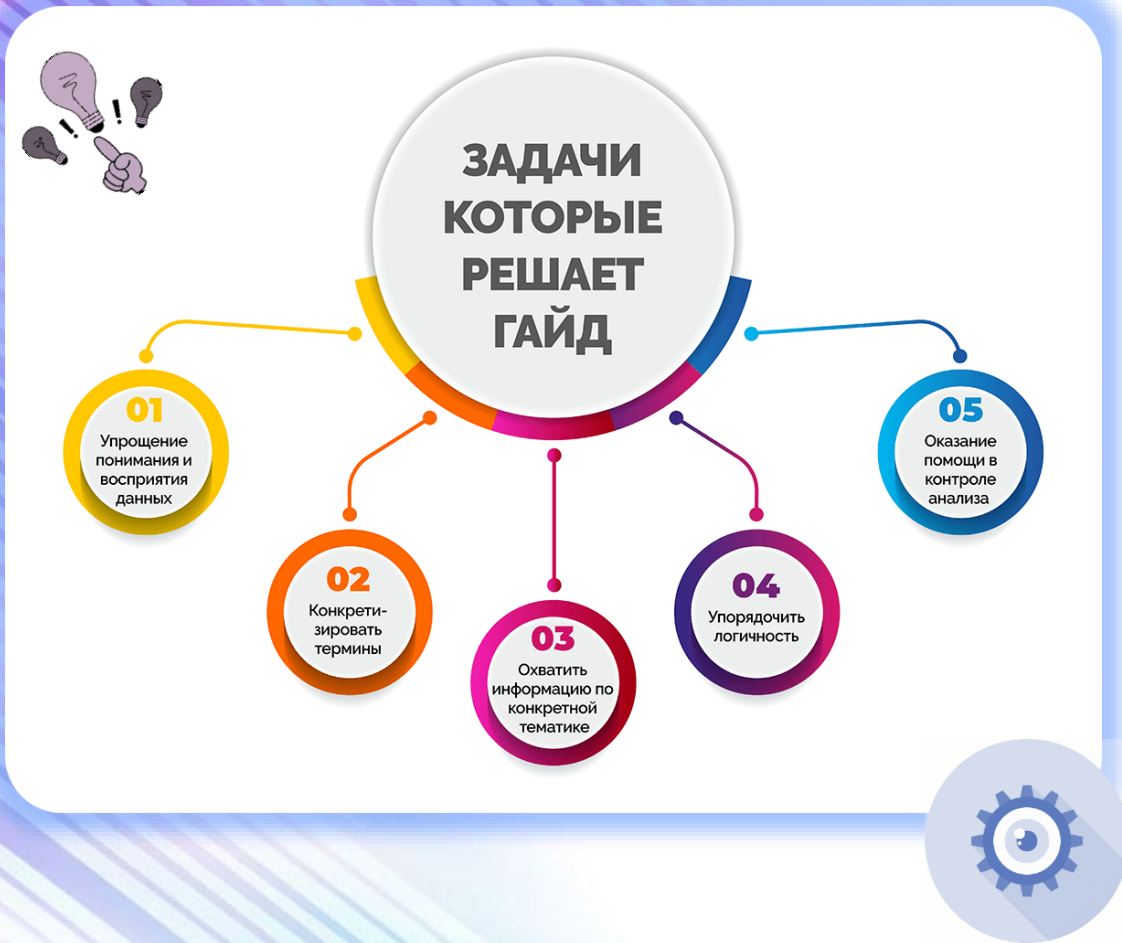 ЗАДАЧИ
КОТОРЫЕ
РЕШАЕТ
ГАЙД
01
Упрощение
понимания и
восприятия
данных
02
Конкрети-
зировать
термины
03
Охватить
информацию по
конкретной
тематике
04
Упорядочить
логичность
05
Оказание
помощи в
контроле
анализа